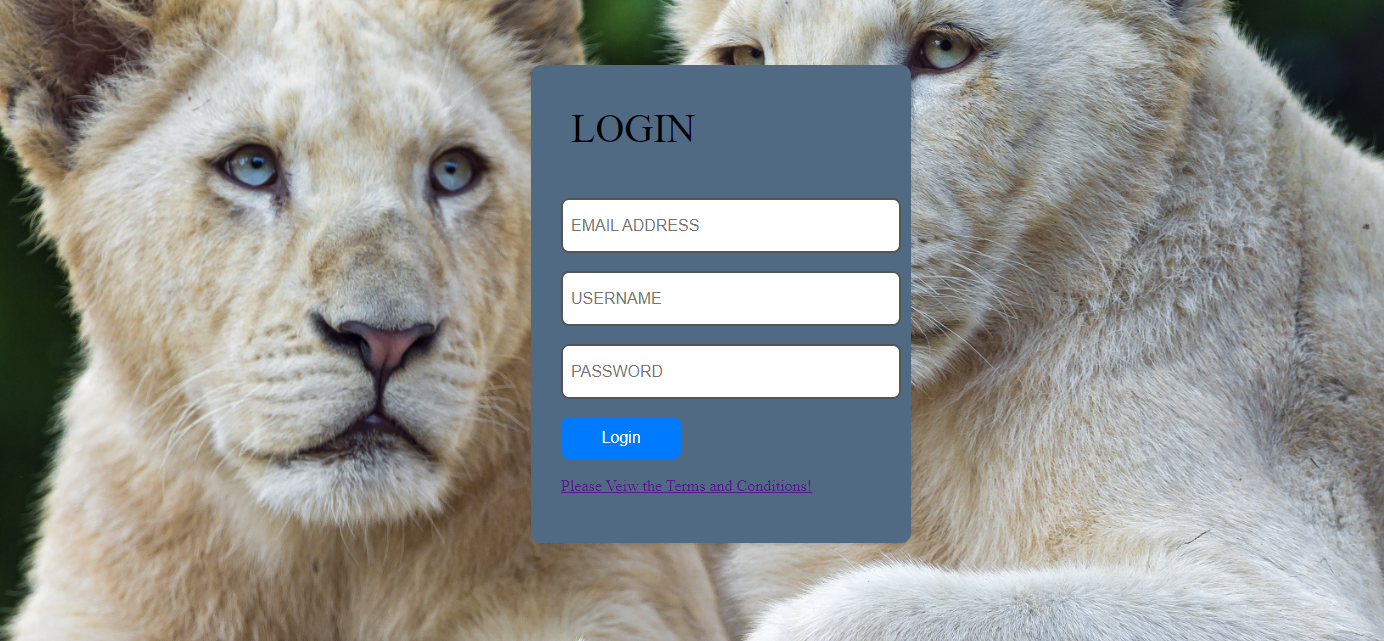 LOGIN
EMAIL ADDRESS
USERNAME
PASSWORD
Login
Please Veiw the Terms and Conditions!